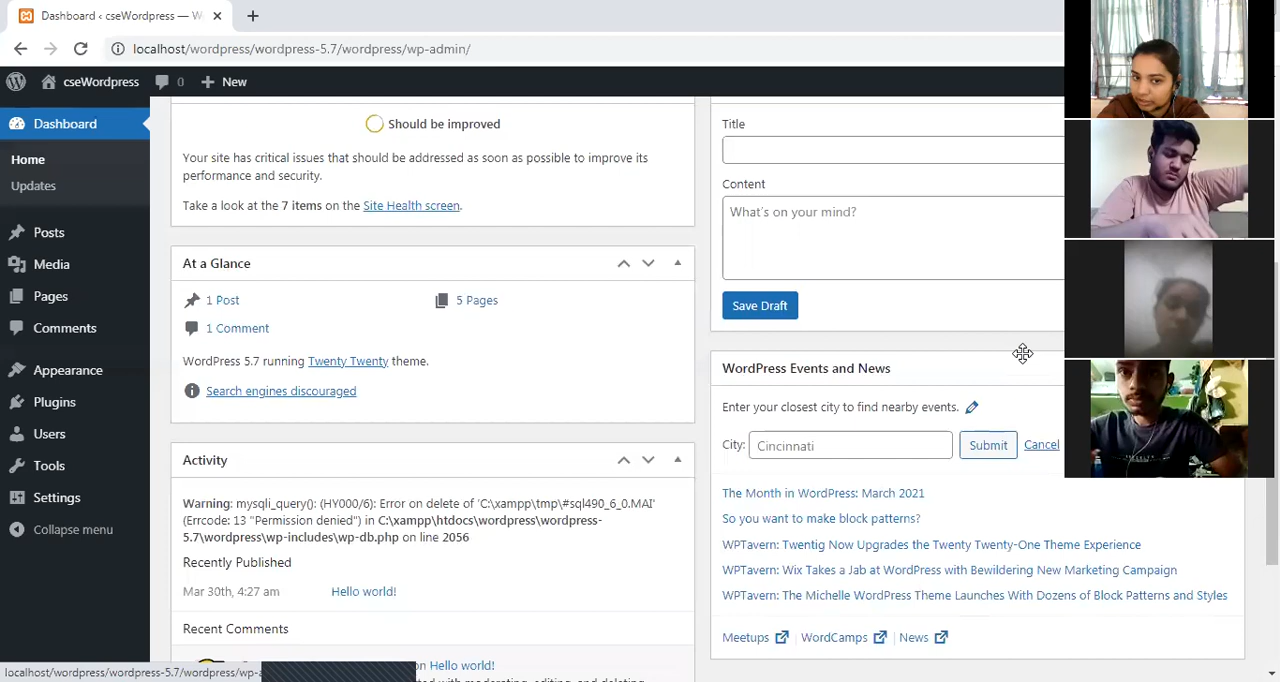 Dashboard ‹ cseWordpress — W
localhost/wordpress/wordpress-5.7/wordpress/wp-admin/
cseWordpress
0
New
Dashboard
Home
Updates
Posts
Media
Pages
Comments
Appearance
Plugins
Users
Tools
Settings
Collapse menu
Should be improved
Your site has critical issues that should be addressed as soon as possible to improve its
performance and security.
Take a look at the 7 items on the Site Health screen.
At a Glance
1 Post
5 Pages
1 Comment
WordPress 5.7 running Twenty Twenty theme.
Search engines discouraged
Activity
Warning: mysqli_query(): (HY000/6): Error on delete of 'C:\xampp\tmp\#sql490_6_0.MAI'
(Errcode: 13 "Permission denied") in C:\xampp\htdocs\wordpress\wordpress-
5.7\wordpress\wp-includes\wp-db.php on line 2056
Recently Published
Mar 30th, 4:27 am
Hello world!
Recent Comments
on Hello world!
Title
Content
What's on your mind?
Save Draft
WordPress Events and News
Enter your closest city to find nearby events.
City:
Cincinnati
Submit
Cancel
The Month in WordPress: March 2021
So you want to make block patterns?
WPTavern: Twentig Now Upgrades the Twenty Twenty-One Theme Experience
WPTavern: Wix Takes a Jab at WordPress with Bewildering New Marketing Campaign
WPTavern: The Michelle WordPress Theme Launches With Dozens of Block Patterns and Styles
Meetups
WordCamps
News
localhost/wordpress/wordpress-5.7/wordpress/wp-a